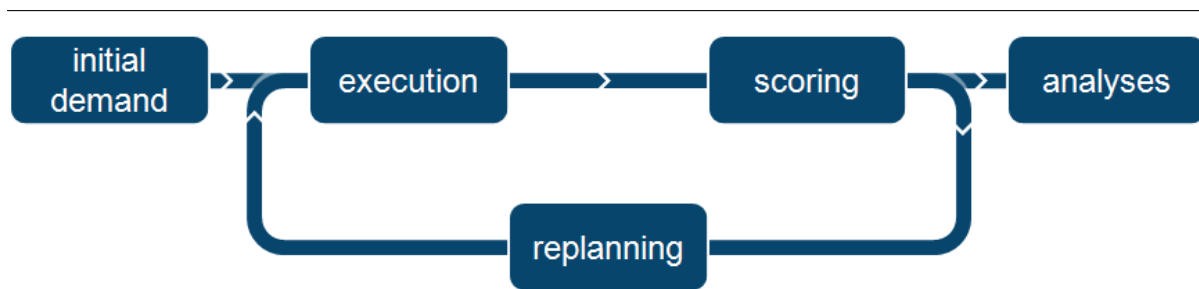 initial
demand
execution
scoring
analyses
replanning